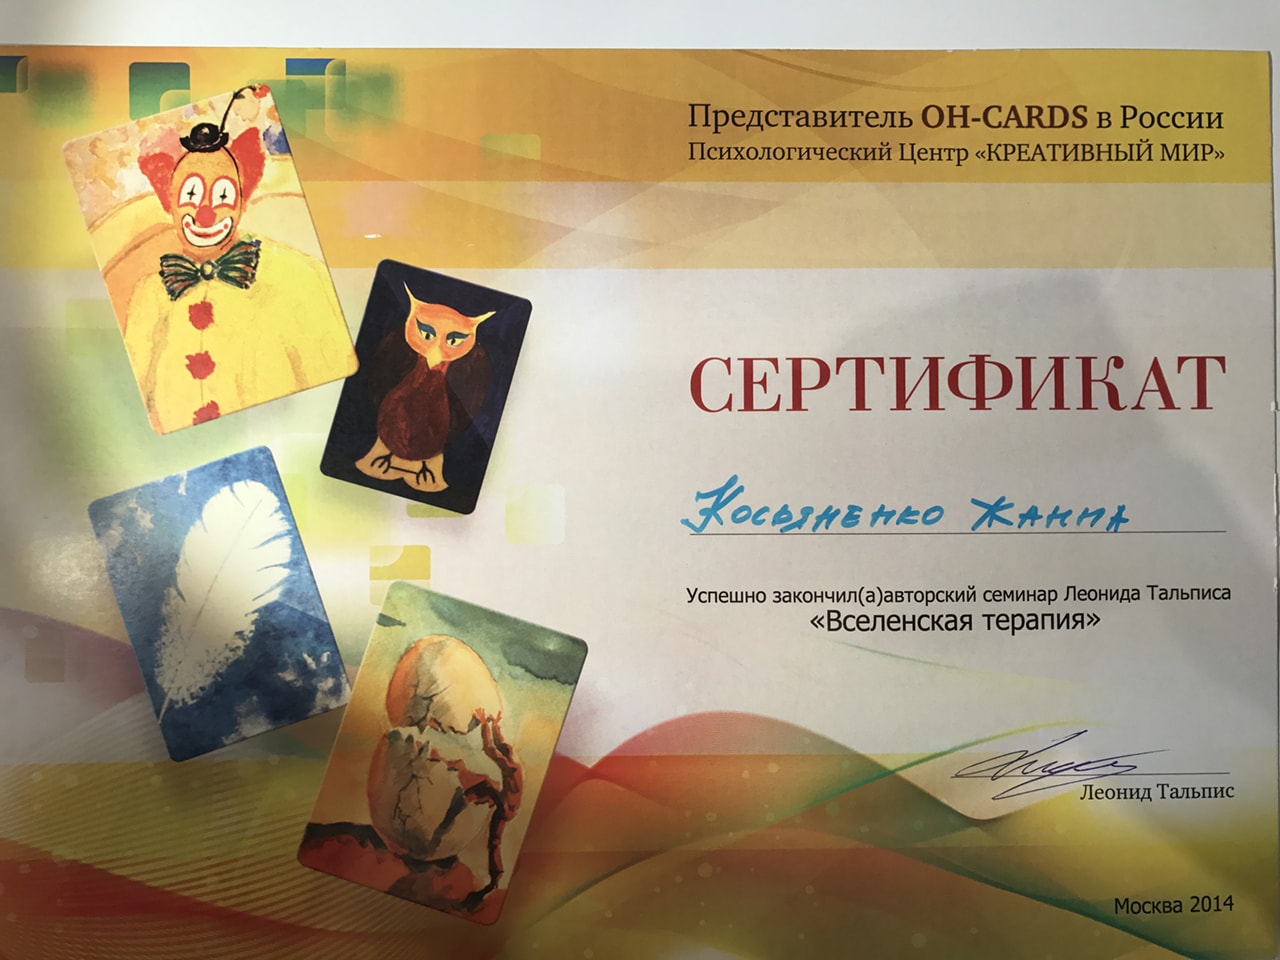 Представитель OH-CARDS в России
Психологический Центр «КРЕАТИВНЫЙ МИР»
СЕРТИФИКАТ
Косьяненко Жанна
Успешно закончил(а)авторский семинар Леонида Тальписа
«Вселенская терапия»
Леонид Тальпис
Москва 2014